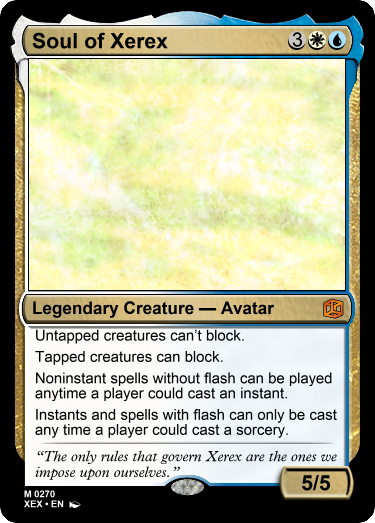 Soul of Xerex 3
Legendary Creature — Avatar
Untapped creatures can't block.
Tapped creatures can block.
Noninstant spells without flash can be played
anytime a player could cast an instant.
Instants and spells with flash can only be cast
any time a player could cast a sorcery.
“The only rules that govern Xerex are the ones we
impose upon ourselves.”
5/5
M 0270
XEX • EN